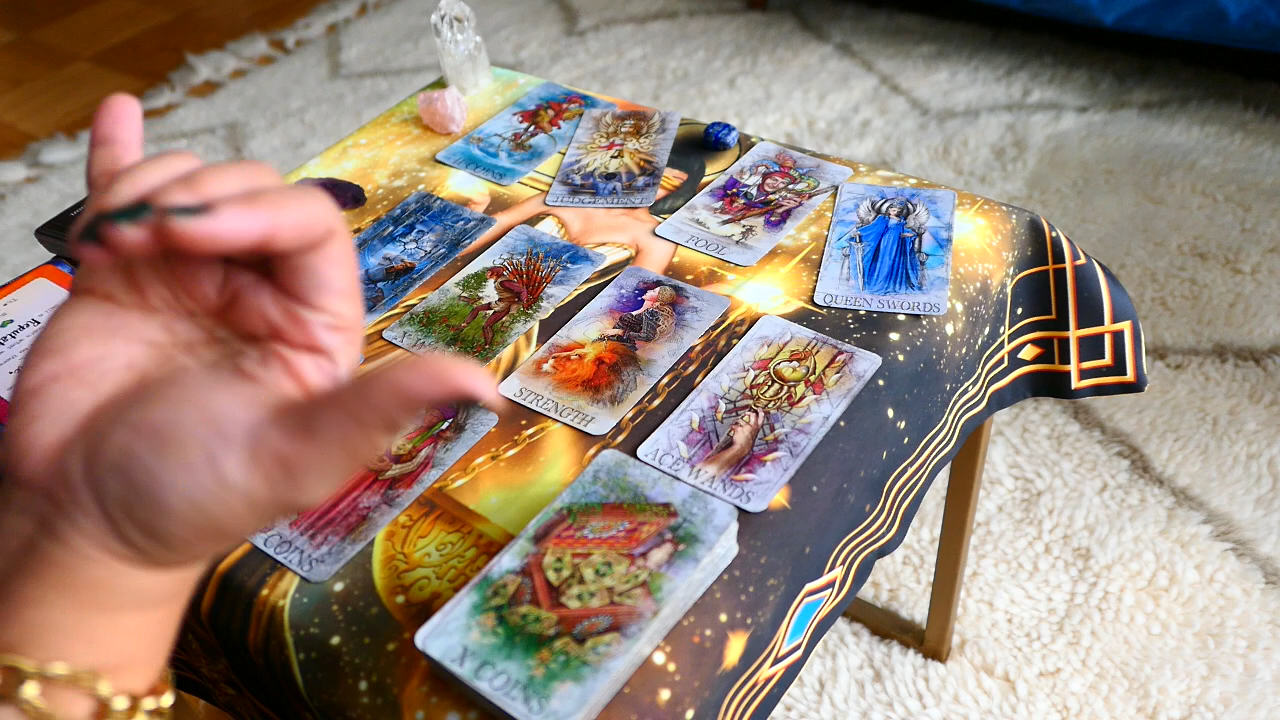 COINS
JUDGEMENT
FOOL
QUEEN SWORDS
STRENGTH
ACE WANDS
COINS
X COINS